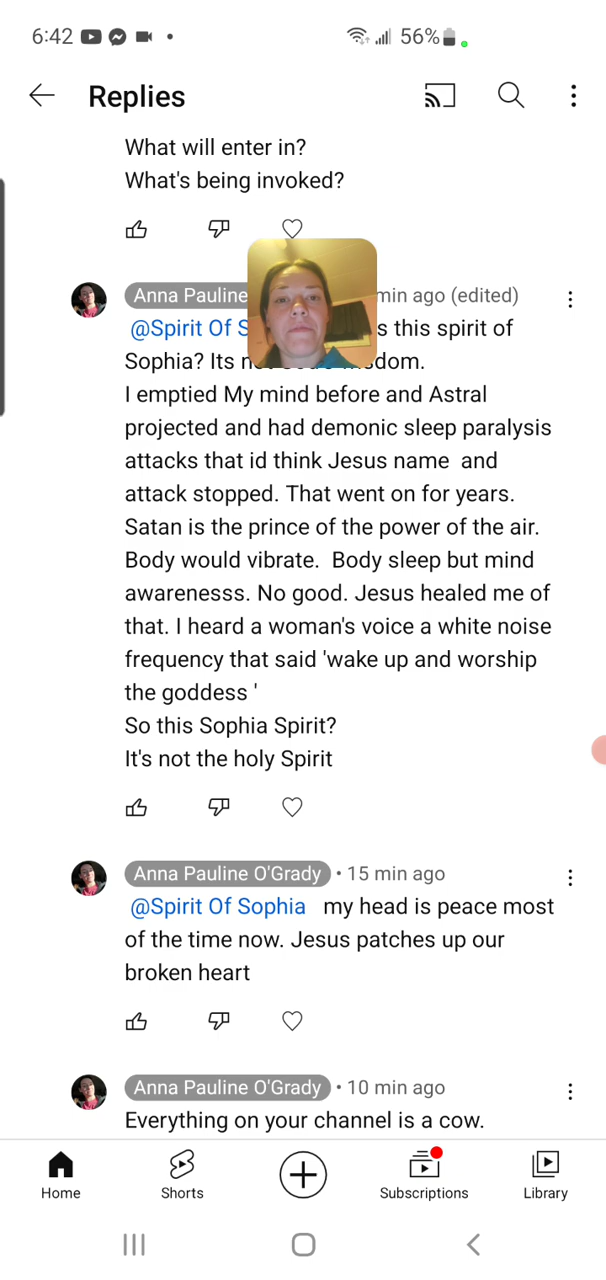 6:42
56%
Replies
What will enter in?
What's being invoked?
Anna Pauline
min ago (edited)
@Spirit Of S
s this spirit of
Sophia? Its
I emptied My mind before and Astral
projected and had demonic sleep paralysis
attacks that id think Jesus name and
attack stopped. That went on for years.
Satan is the prince of the power of the air.
Body would vibrate. Body sleep but mind
awarenesss. No good. Jesus healed me of
that. I heard a woman's voice a white noise
frequency that said 'wake up and worship
the goddess '
So this Sophia Spirit?
It's not the holy Spirit
Anna Pauline O'Grady • 15 min ago
@Spirit Of Sophia my head is peace most
of the time now. Jesus patches up our
broken heart
Anna Pauline O'Grady • 10 min ago
Everything on your channel is a cow.
Home
Shorts
Subscriptions
Library